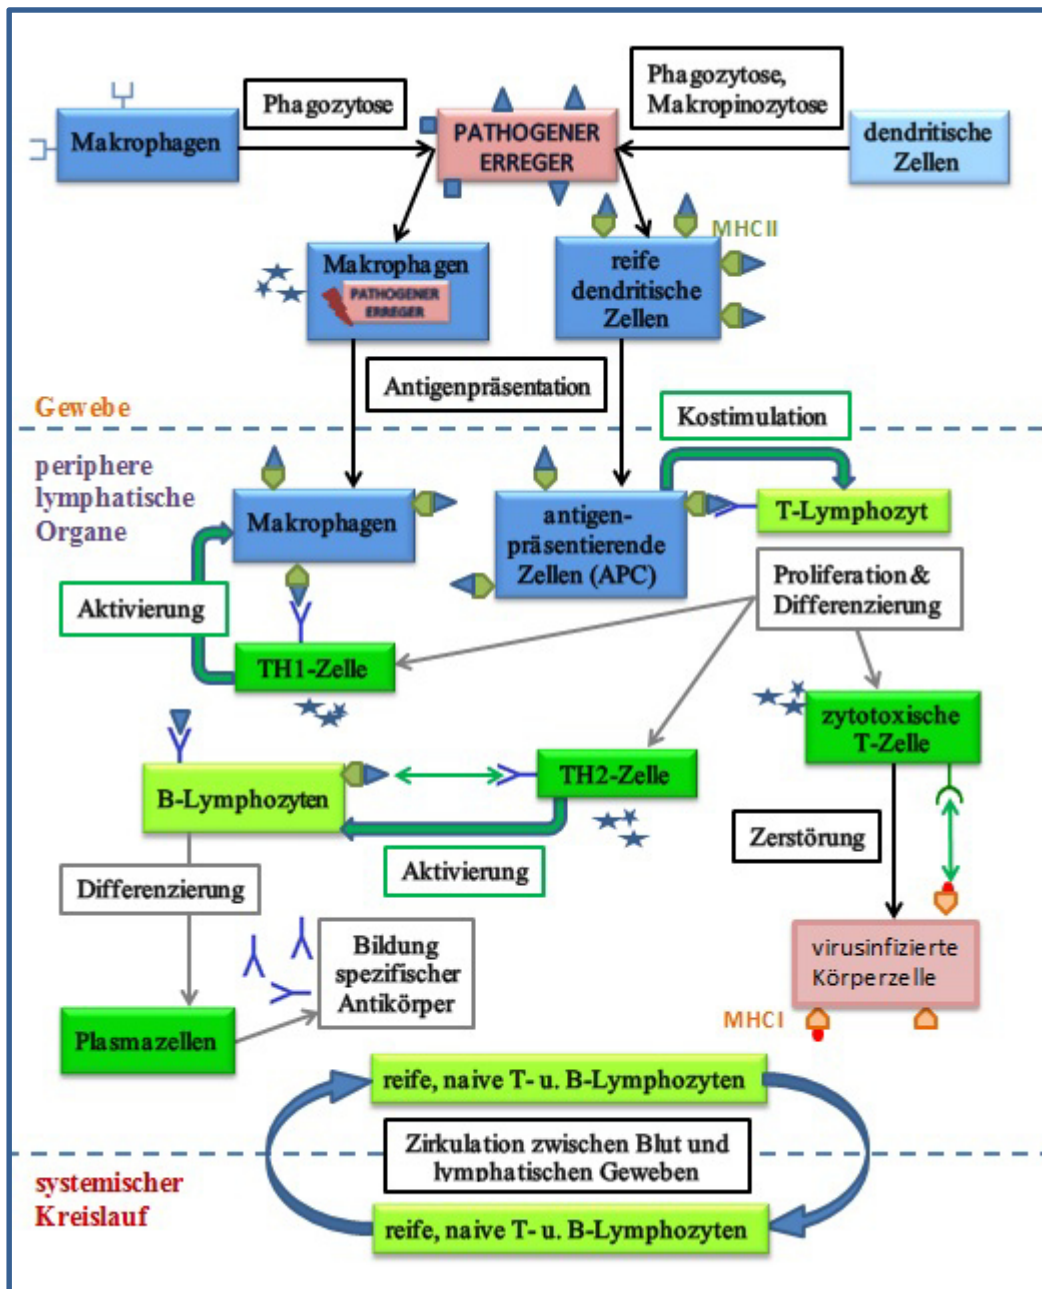 Phagozytose
Phagozytose,
Makropinozytose
Makrophagen
PATHOGENER
ERREGER
dendritische
Zellen
MHCII
Makrophagen
PATHOGENER
ERREGER
reife
dendritische
Zellen
Antigenpräsentation
Gewebe
Kostimulation
periphere
lymphatische
Organe
Makrophagen
antigen-
präsentierende
Zellen (APC)
T-Lymphozyt
Aktivierung
Proliferation &
Differenzierung
TH1-Zelle
zytotoxische
T-Zelle
B-Lymphozyten
TH2-Zelle
Zerstörung
Aktivierung
Differenzierung
Bildung
spezifischer
Antikörper
virusinfizierte
Körperzelle
MHCI
Plasmazellen
reife, naive T- u. B-Lymphozyten
Zirkulation zwischen Blut und
lymphatischen Geweben
systemischer
Kreislauf
reife, naive T- u. B-Lymphozyten